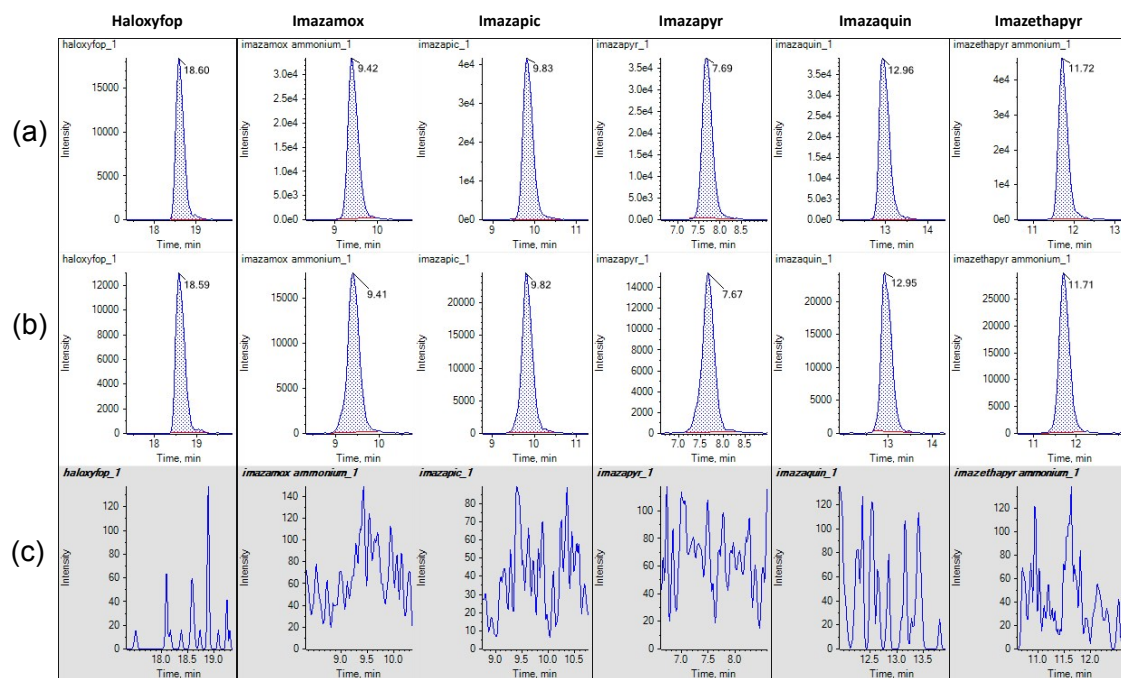 Haloxyfop Imazamox Imazapic Imazapyr Imazaquin Imazethapyr
(a)
haloxyfop_1 imazamox ammonium_1 imazapic_1 imazapyr_1 imazaquin_1 imazethapyr ammonium_1
18.60 9.42 9.83 7.69 12.96 11.72
Intensity Intensity Intensity Intensity Intensity Intensity
15000 10000 5000 0
3.0e4 2.5e4 2.0e4 1.5e4 1.0e4 5.0e3 0.0e0
4e4 3e4 2e4 1e4 0e0
3.5e4 3.0e4 2.5e4 2.0e4 1.5e4 1.0e4 5.0e3 0.0e0
3.5e4 3.0e4 2.5e4 2.0e4 1.5e4 1.0e4 5.0e3 0.0e0
5e4 4e4 3e4 2e4 1e4 0e0
18 19 9 10 9 10 11 7.0 7.5 8.0 8.5 13 14 11 12 13
Time, min Time, min Time, min Time, min Time, min Time, min
(b)
haloxyfop_1 imazamox ammonium_1 imazapic_1 imazapyr_1 imazaquin_1 imazethapyr ammonium_1
18.59 9.41 9.82 7.67 12.95 11.71
Intensity Intensity Intensity Intensity Intensity Intensity
12000 10000 8000 6000 4000 2000 0
15000 10000 5000 0
20000 15000 10000 5000 0
14000 12000 10000 8000 6000 4000 2000 0
20000 15000 10000 5000 0
25000 20000 15000 10000 5000 0
18 19 9 10 9 10 11 7.0 7.5 8.0 8.5 13 14 11 12
Time, min Time, min Time, min Time, min Time, min Time, min
(c)
haloxyfop_1 imazamox ammonium_1 imazapic_1 imazapyr_1 imazaquin_1 imazethapyr ammonium_1
Intensity Intensity Intensity Intensity Intensity Intensity
120 100 80 60 40 20 0
140 120 100 80 60 40 20 0
80 60 40 20 0
100 80 60 40 20 0
120 100 80 60 40 20 0
120 100 80 60 40 20 0
18.0 18.5 19.0 9.0 9.5 10.0 9.0 9.5 10.0 10.5 7.0 7.5 8.0 12.5 13.0 13.5 11.0 11.5 12.0
Time, min Time, min Time, min Time, min Time, min Time, min